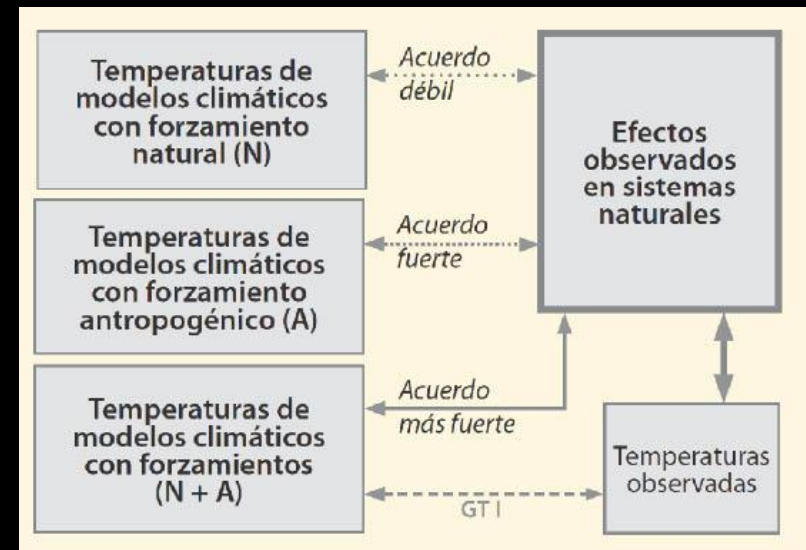 Temperaturas de
modelos climáticos
con forzamiento
natural (N)
Acuerdo
débil
Efectos
observados
en sistemas
naturales
Temperaturas de
modelos climáticos
con forzamiento
antropogénico (A)
Acuerdo
fuerte
Temperaturas de
modelos climáticos
con forzamientos
(N + A)
Acuerdo
más fuerte
GT I
Temperaturas
observadas